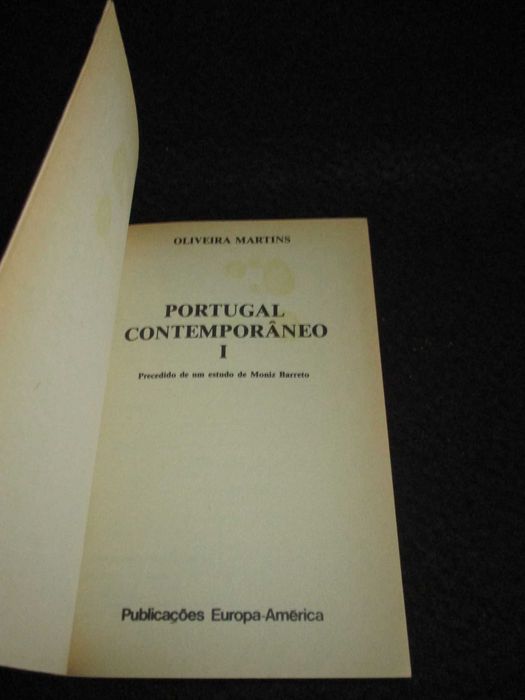 OLIVEIRA MARTINS
PORTUGAL
CONTEMPORÂNEO
I
Precedido de um estudo de Moniz Barreto
Publicações Europa-América